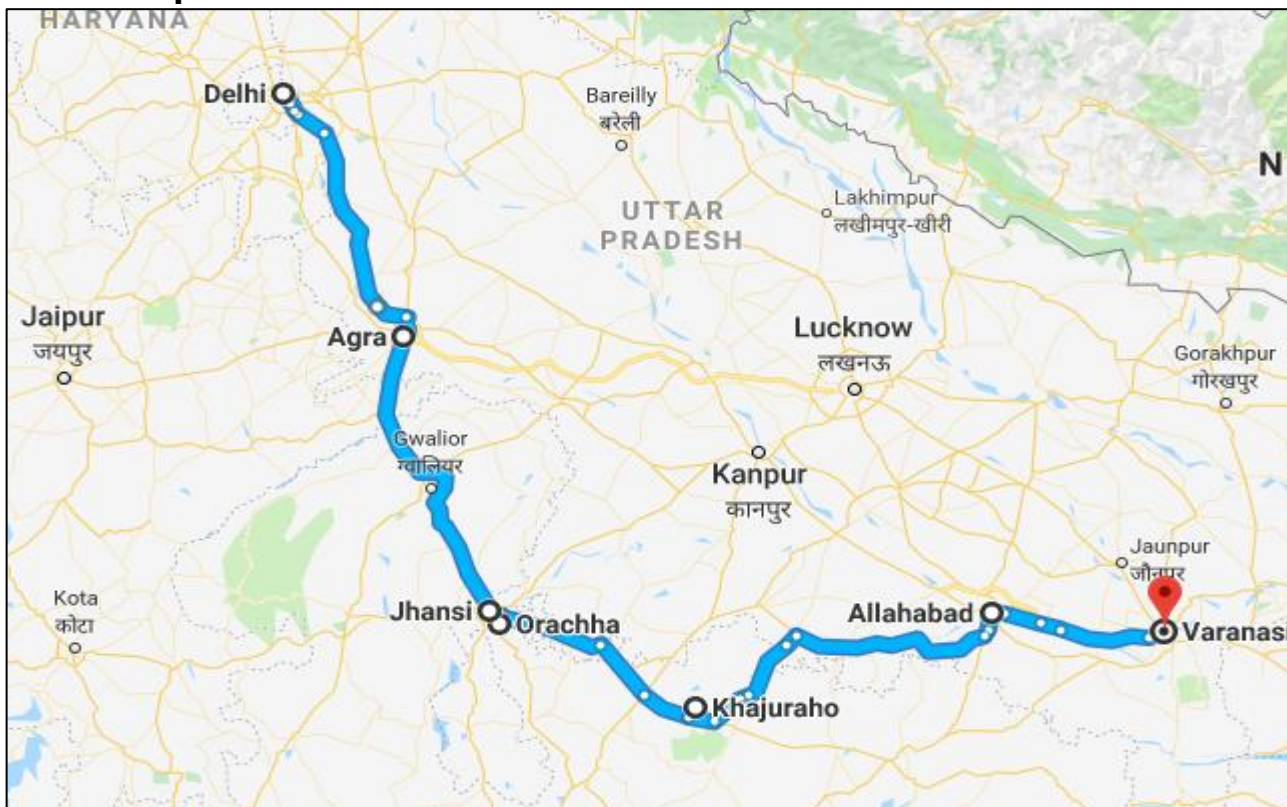 HARYANA
Delhi
Bareilly
बरेली
N
Lakhimpur
लखीमपुर-खीरी
UTTAR
PRADESH
Jaipur
जयपुर
Agra
Lucknow
लखनऊ
Gorakhpur
गोरखपुर
Gwalior
ग्वालियर
Kanpur
कानपुर
Jaunpur
जौनपुर
Kota
कोटा
Jhansi
Orachha
Allahabad
Varanas
Khajuraho